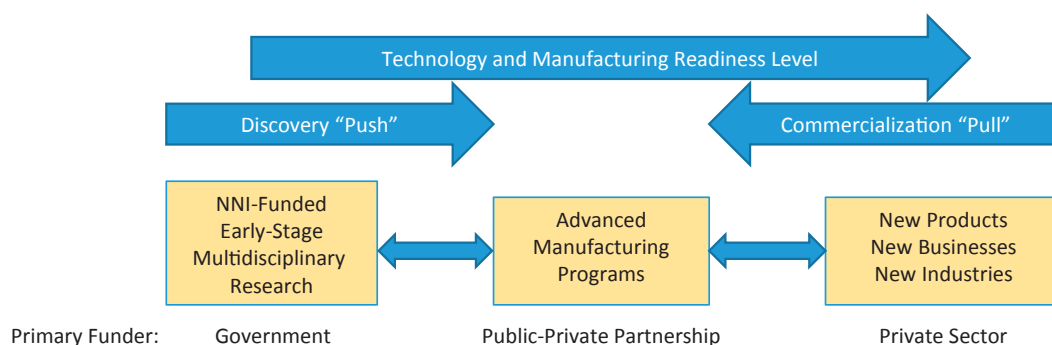 Technology and Manufacturing Readiness Level
Discovery “Push”
Commercialization “Pull”
NNI-Funded
Early-Stage
Multidisciplinary
Research
Advanced
Manufacturing
Programs
New Products
New Businesses
New Industries
Primary Funder:
Government
Public-Private Partnership
Private Sector